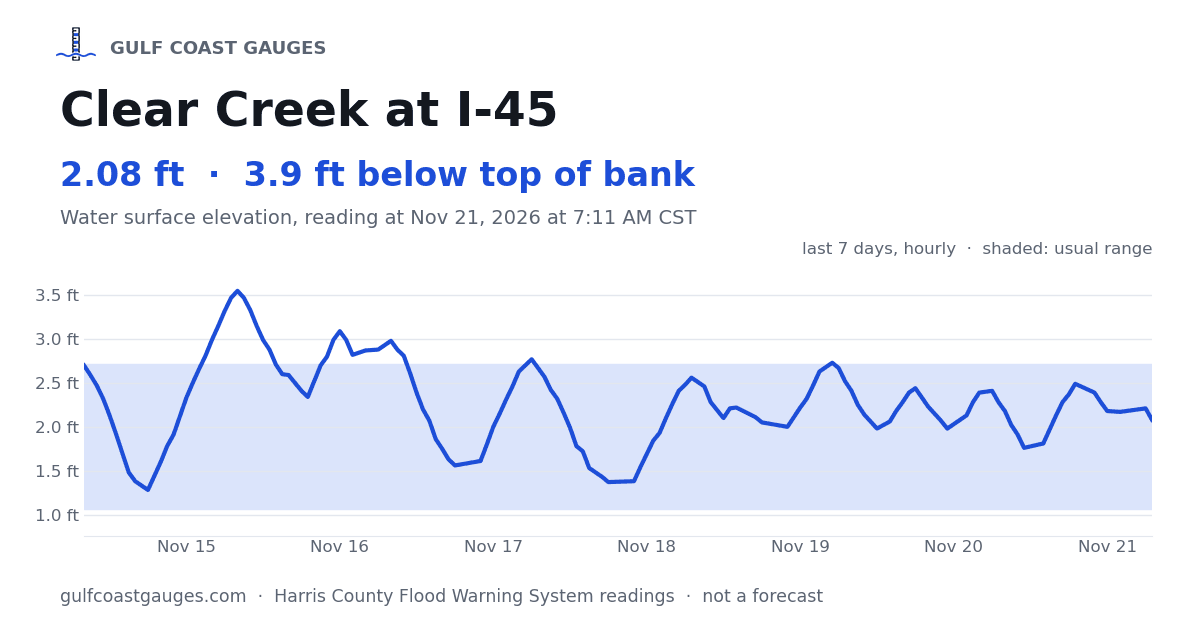 GULF COAST GAUGES
Clear Creek at I-45
2.08 ft · 3.9 ft below top of bank
Water surface elevation, reading at Nov 21, 2026 at 7:11 AM CST
last 7 days, hourly · shaded: usual range
3.5 ft
3.0 ft
2.5 ft
2.0 ft
1.5 ft
1.0 ft
Nov 15 Nov 16 Nov 17 Nov 18 Nov 19 Nov 20 Nov 21
gulfcoastgauges.com · Harris County Flood Warning System readings · not a forecast